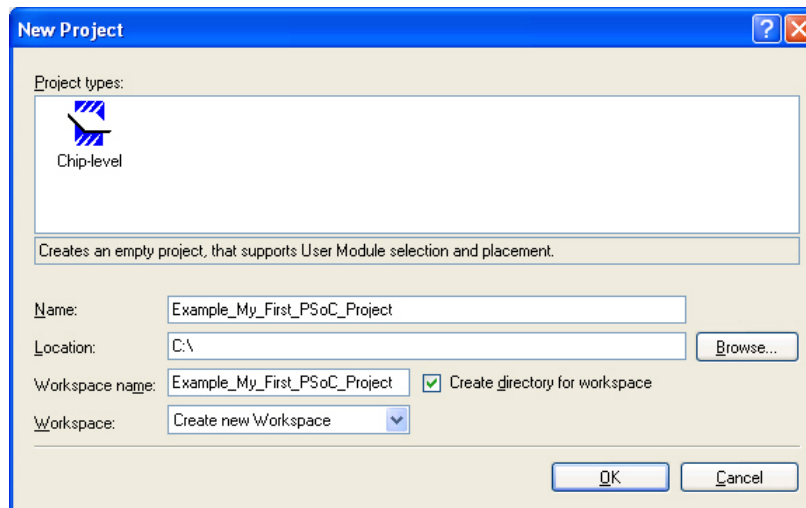 New Project
Project types:
Chip-level
Creates an empty project, that supports User Module selection and placement.
Name: Example_My_First_PSoC_Project
Location: C:\ Browse...
Workspace name: Example_My_First_PSoC_Project Create directory for workspace
Workspace: Create new Workspace
OK Cancel